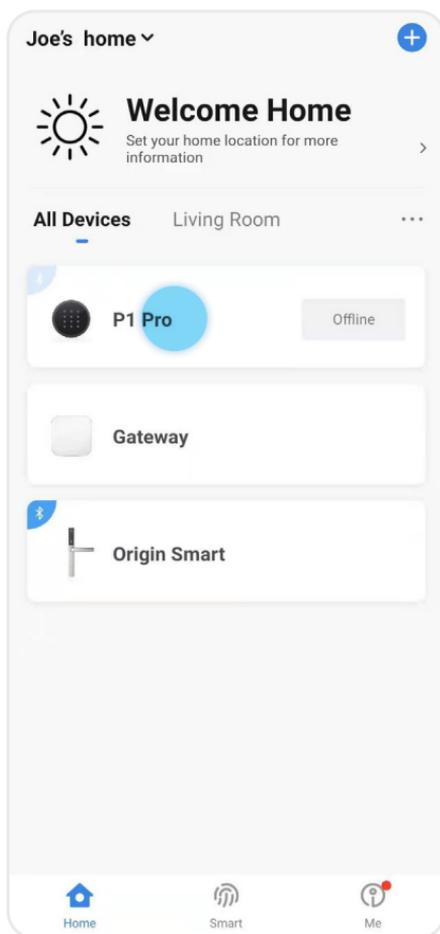 Joe's home
Welcome Home
Set your home location for more
information
All Devices Living Room
P1 Pro
Offline
Gateway
Origin Smart
Home Smart Me